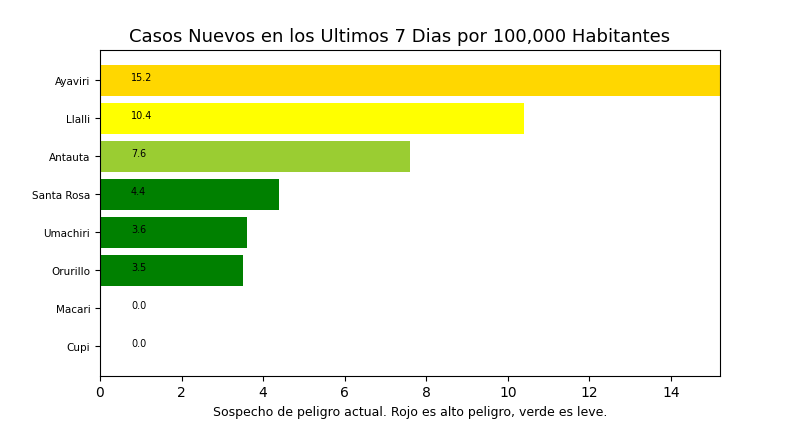 Casos Nuevos en los Ultimos 7 Dias por 100,000 Habitantes
Ayaviri 15.2
Llalli 10.4
Antauta 7.6
Santa Rosa 4.4
Umachiri 3.6
Orurillo 3.5
Macari 0.0
Cupi 0.0
0 2 4 6 8 10 12 14
Sospecho de peligro actual. Rojo es alto peligro, verde es leve.